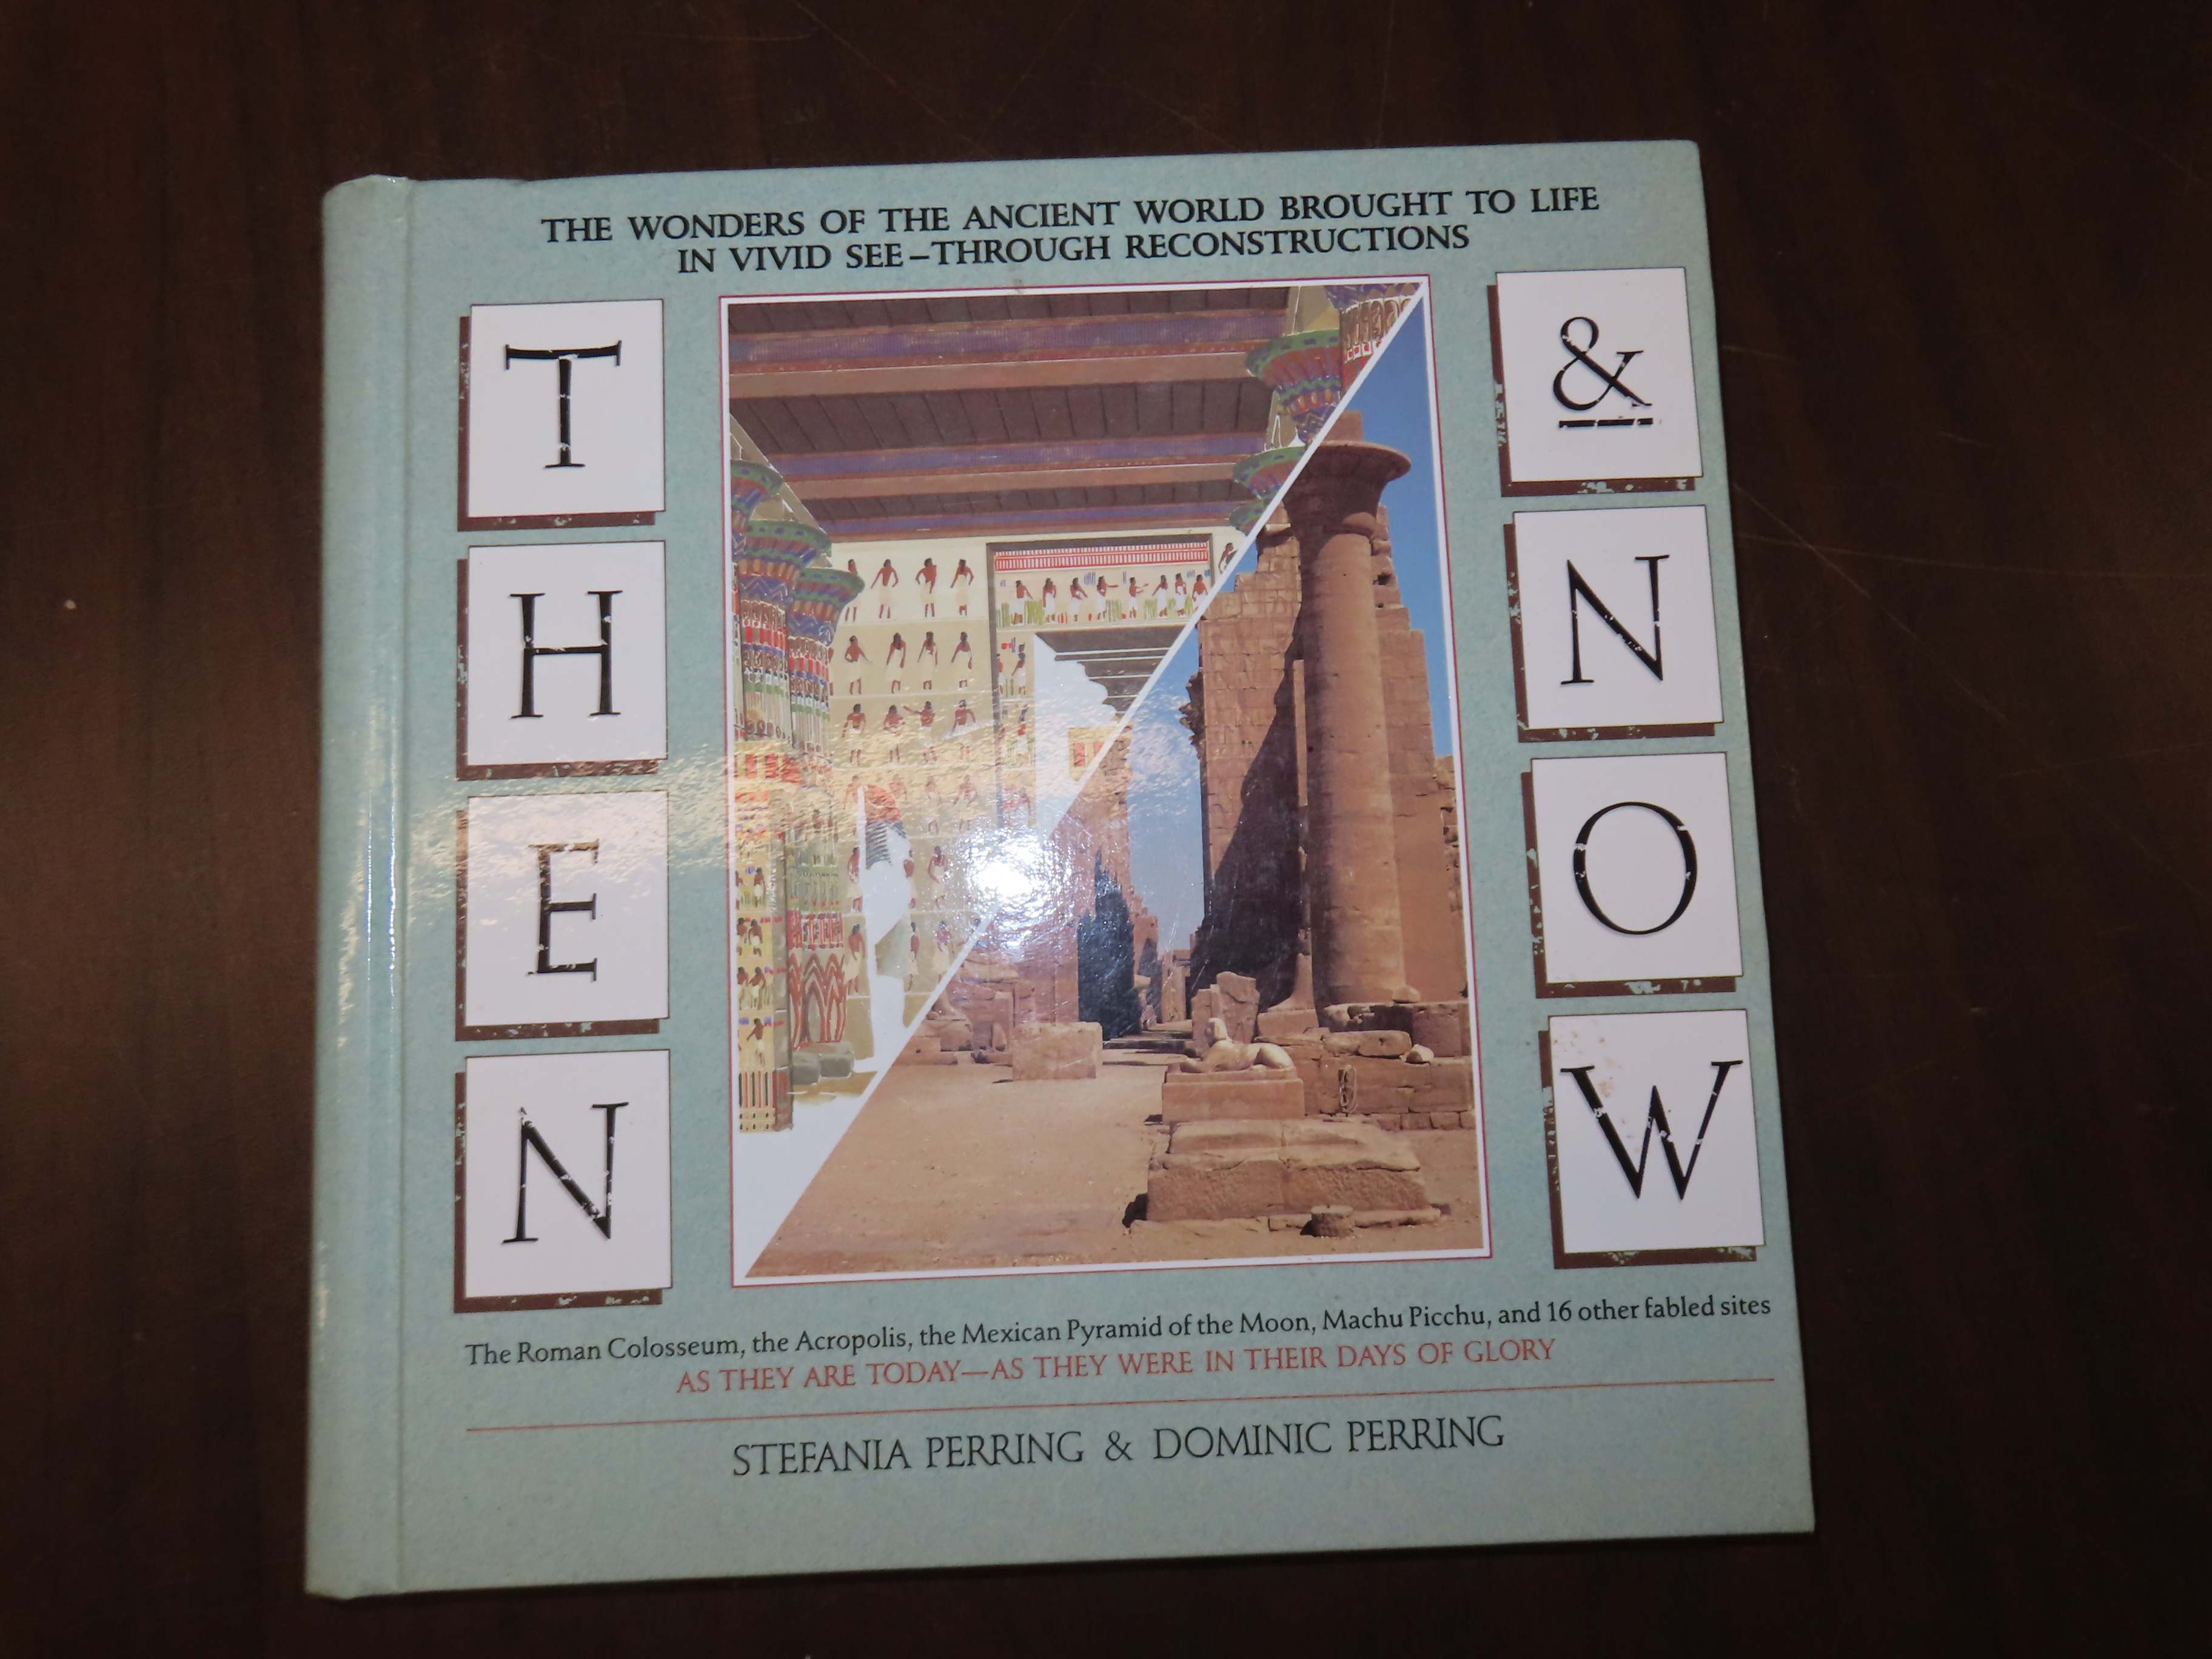 THE WONDERS OF THE ANCIENT WORLD BROUGHT TO LIFE
IN VIVID SEE–THROUGH RECONSTRUCTIONS
THEN
& NOW
The Roman Colosseum, the Acropolis, the Mexican Pyramid of the Moon, Machu Picchu, and 16 other fabled sites
AS THEY ARE TODAY—AS THEY WERE IN THEIR DAYS OF GLORY
STEFANIA PERRING & DOMINIC PERRING